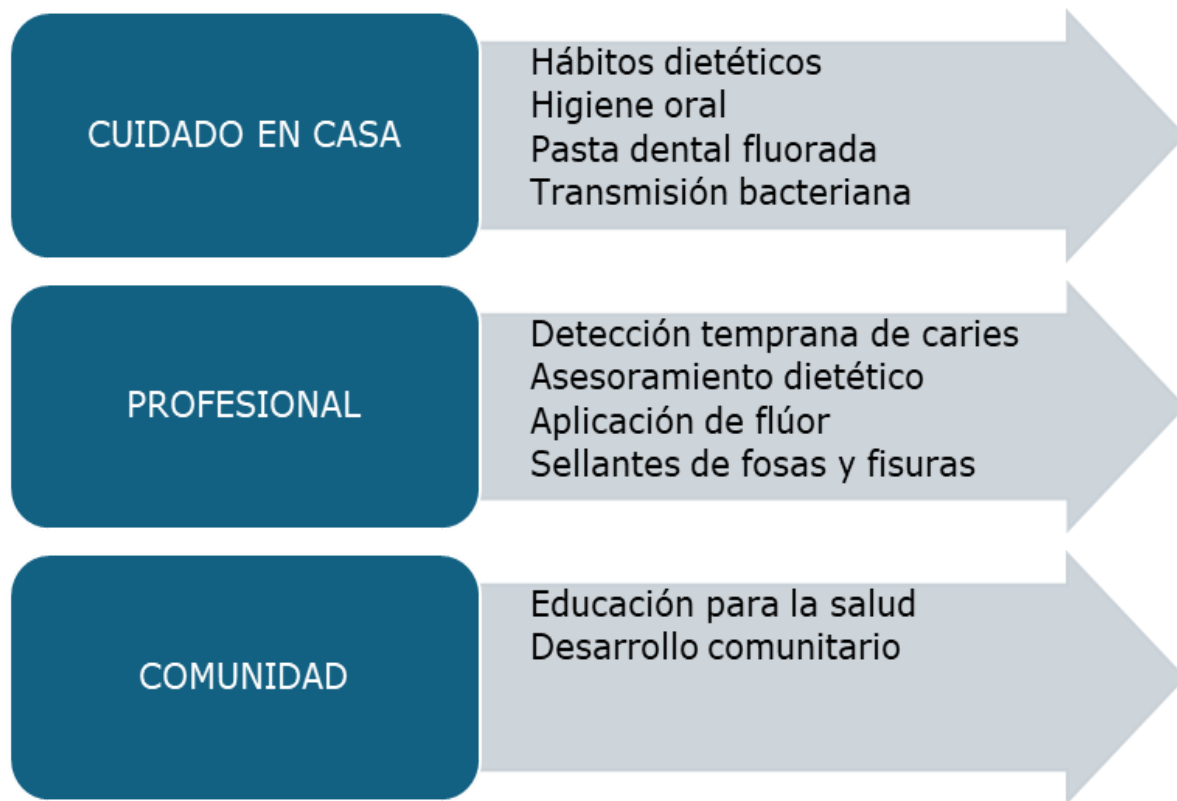 CUIDADO EN CASA
Hábitos dietéticos
Higiene oral
Pasta dental fluorada
Transmisión bacteriana
PROFESIONAL
Detección temprana de caries
Asesoramiento dietético
Aplicación de flúor
Sellantes de fosas y fisuras
COMUNIDAD
Educación para la salud
Desarrollo comunitario